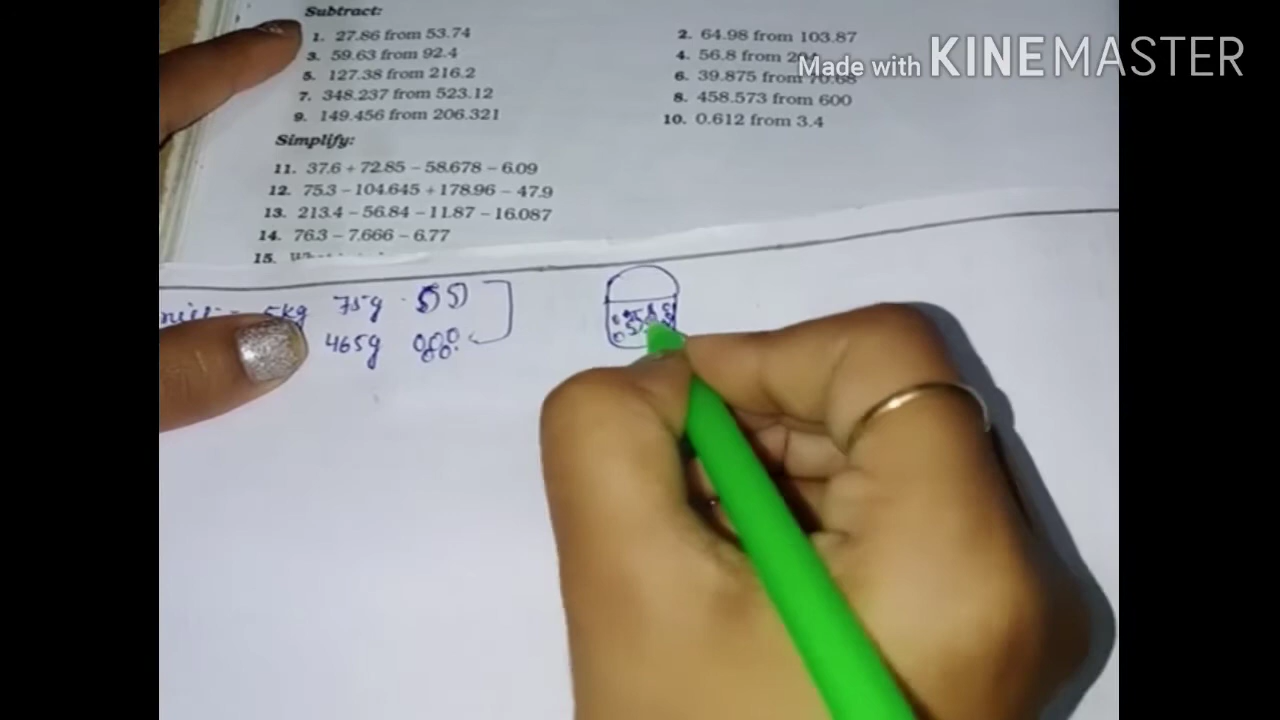 Subtract:
1. 27.86 from 53.74
2. 64.98 from 103.87
3. 59.63 from 92.4
4. 56.8 from
5. 127.38 from 216.2
6. 39.875 from 70.68
7. 348.237 from 523.12
8. 458.573 from 600
9. 149.456 from 206.321
10. 0.612 from 3.4
Made with KINEMASTER
Simplify:
11. 37.6 + 72.85 - 58.678 - 6.09
12. 75.3 - 104.645 + 178.96 - 47.9
13. 213.4 - 56.84 - 11.87 - 16.087
14. 76.3 - 7.666 - 6.77
15.
5kg 75g
465g